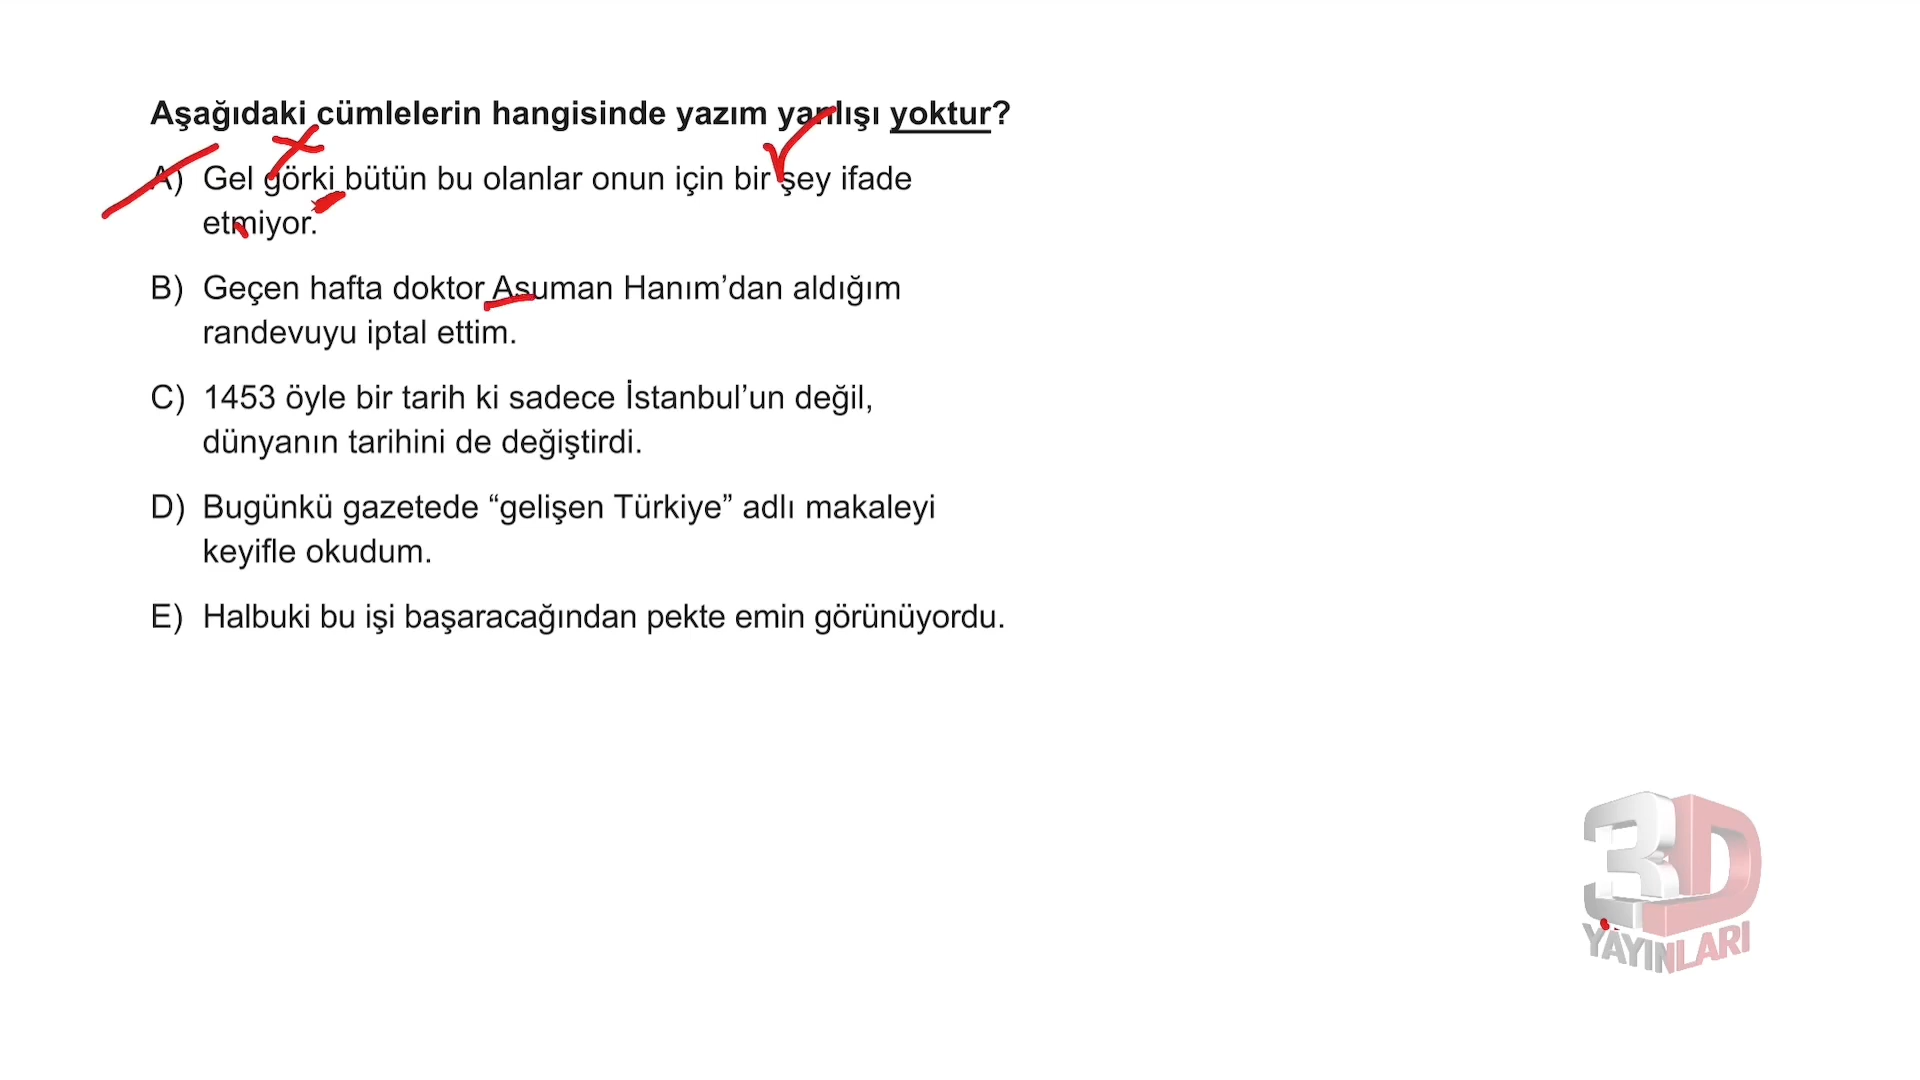 Aşağıdaki cümlelerin hangisinde yazım yanlışı yoktur?
A) Gel görki bütün bu olanlar onun için bir şey ifade
etmiyor.
B) Geçen hafta doktor Asuman Hanım’dan aldığım
randevuyu iptal ettim.
C) 1453 öyle bir tarih ki sadece İstanbul’un değil,
dünyanın tarihini de değiştirdi.
D) Bugünkü gazetede “gelişen Türkiye” adlı makaleyi
keyifle okudum.
E) Halbuki bu işi başaracağından pekte emin görünüyordu.
3D
YAYINLARI